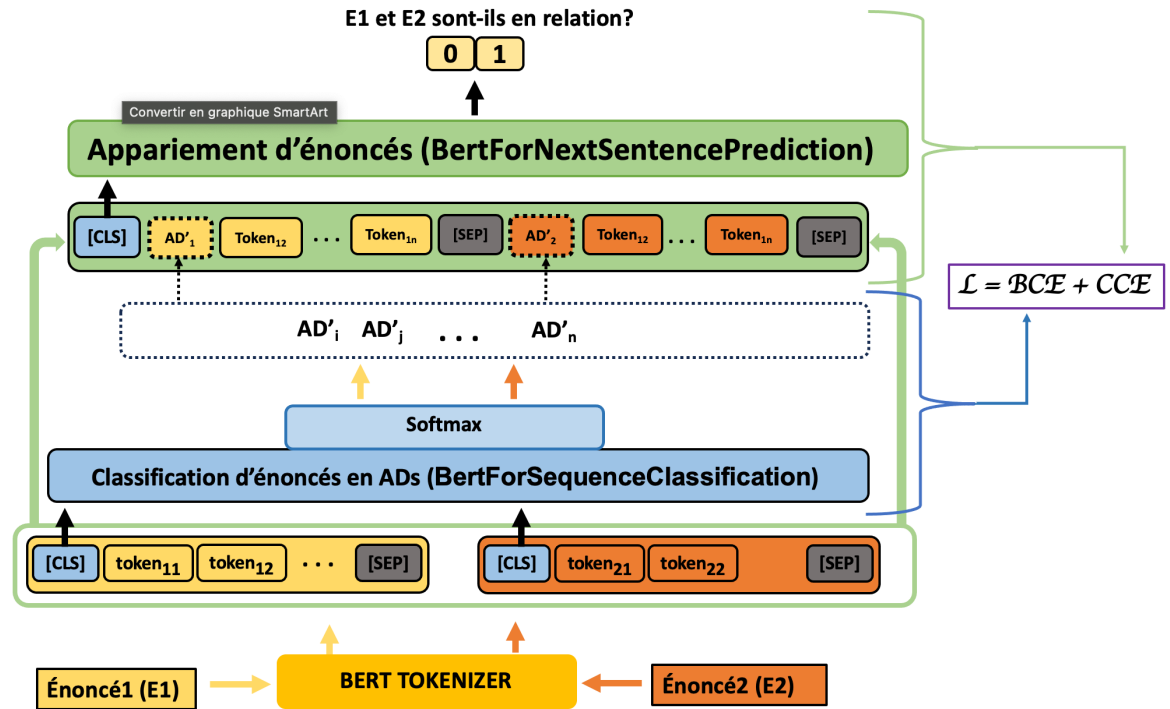 E1 et E2 sont-ils en relation?
0 1
Convertir en graphique SmartArt
Appariement d'énoncés (BertForNextSentencePrediction)
[CLS] AD'1 Token12 ... Token1n [SEP] AD'2 Token12 ... Token1n [SEP]
ℒ = ℬ𝒞ℰ + 𝒞𝒞ℰ
AD'i AD'j ... AD'n
Softmax
Classification d'énoncés en ADs (BertForSequenceClassification)
[CLS] token11 token12 ... [SEP] [CLS] token21 token22 [SEP]
Énoncé1 (E1) BERT TOKENIZER Énoncé2 (E2)